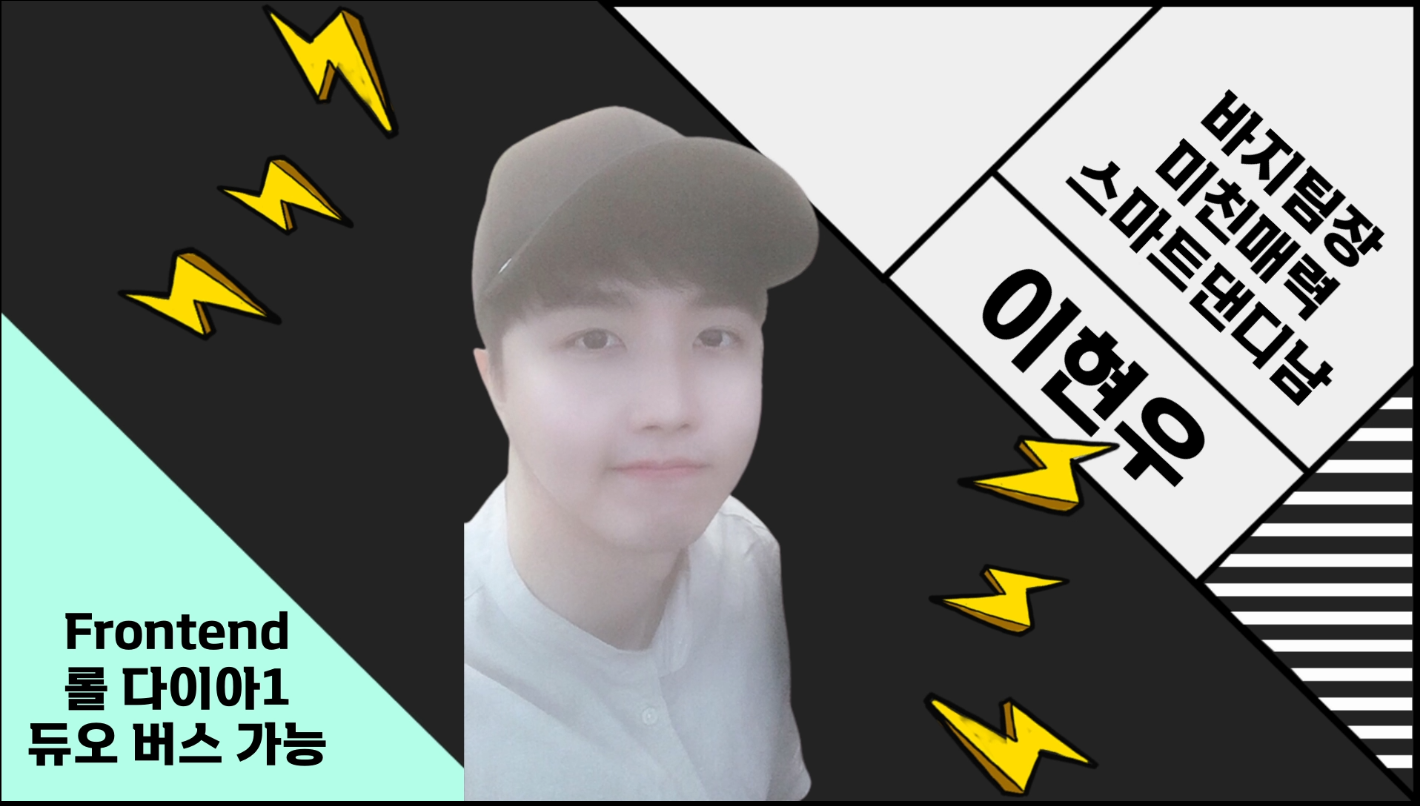 바지팀장
미친매력
스마트댄디남
이현우
Frontend
롤 다이아1
듀오 버스 가능